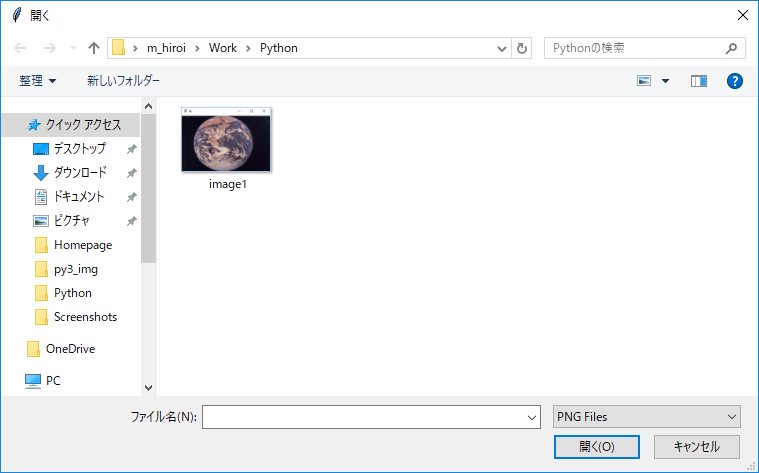 開く
m_hiroi > Work > Python
Pythonの検索
整理
新しいフォルダー
クイック アクセス
デスクトップ
ダウンロード
ドキュメント
ピクチャ
Homepage
py3_img
Python
Screenshots
OneDrive
PC
image1
ファイル名(N):
PNG Files
開く(O)
キャンセル